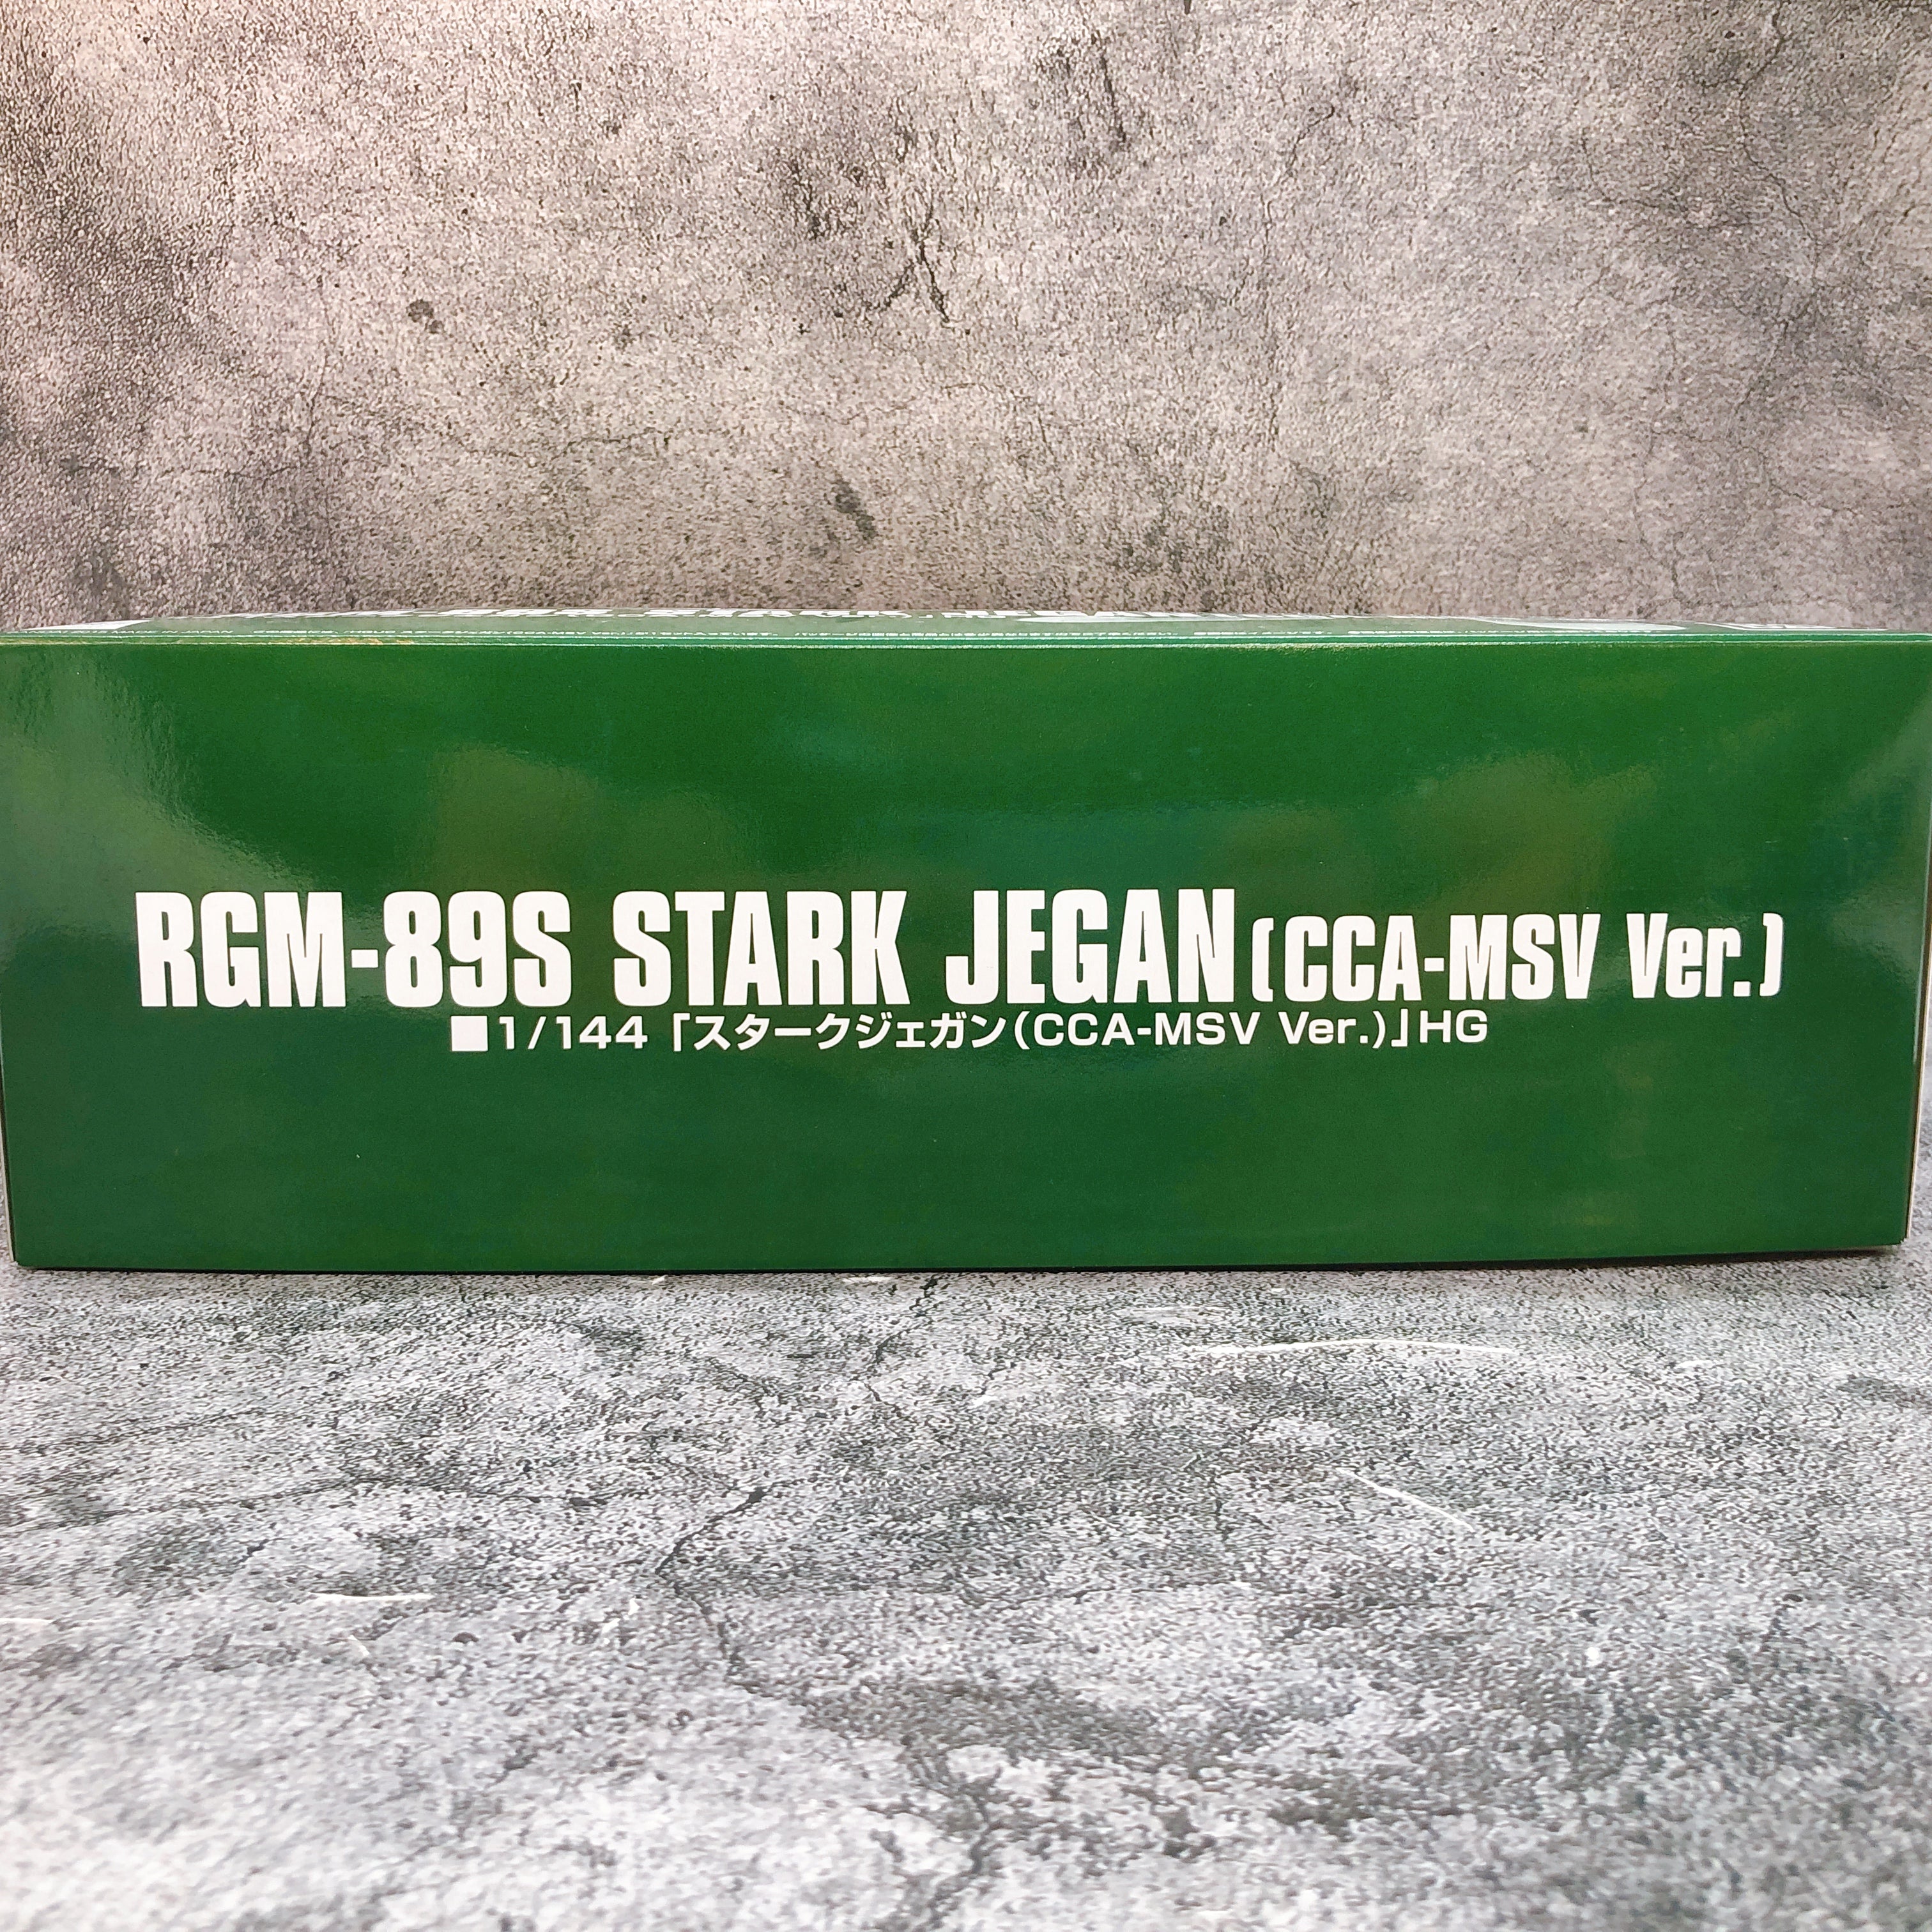 RGM-89S STARK JEGAN (CCA-MSV Ver.)
■1/144 「スタークジェガン(CCA-MSV Ver.)」HG